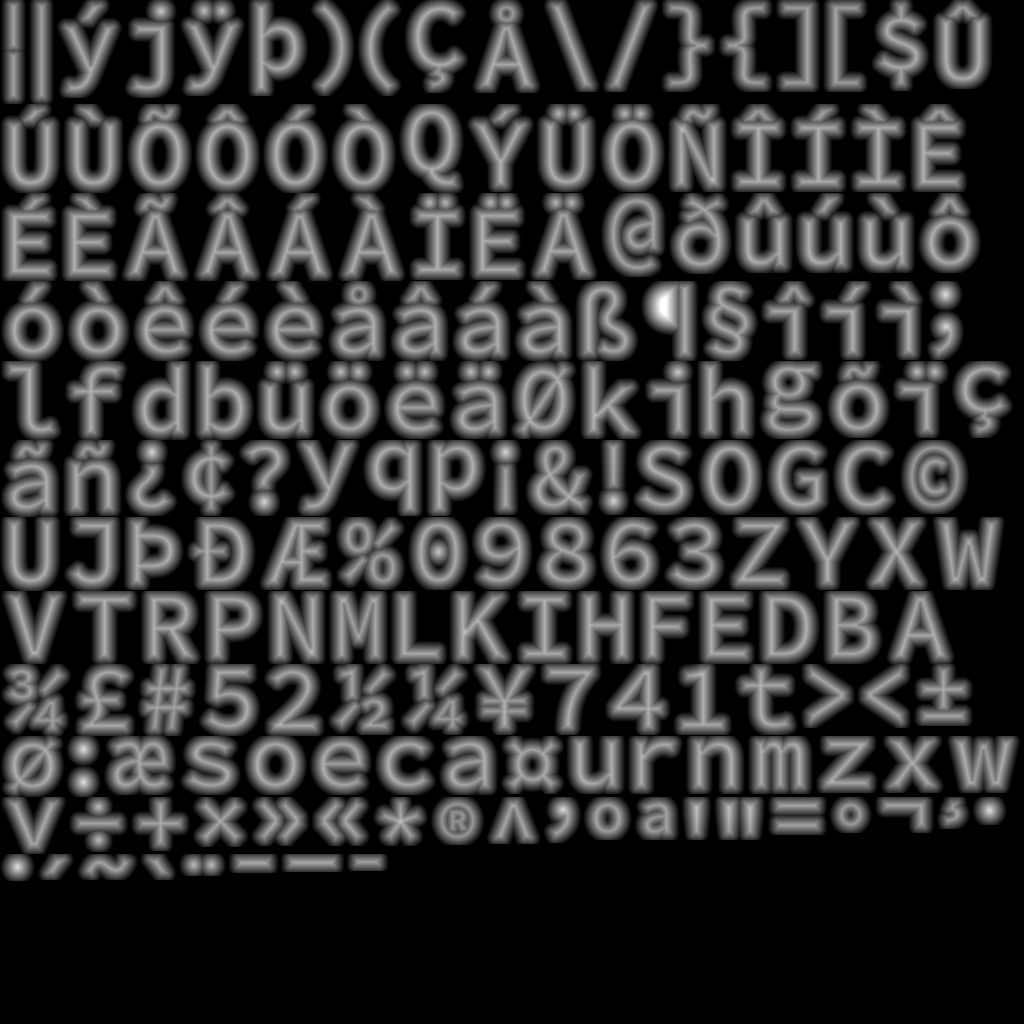 ¦|ýjÿþ)(ÇÅ\/}{][$Û
ÚÙÕÔÓÒQÝÜÖÑÎÍÌÊ
ÉÈÃÂÁÀÏËÄ@ðûúùô
óòêéèåâáàß¶§îíì;
lfdbüöëäØkihgõïç
ãñ¿¢?yqp¡&!SOGC©
UJÞÐÆ%09863ZYXW
VTRPNMLKIHFEDBA
¾£#52½¼¥741t><±
ø:æsoeca¤urnmzxw
v÷+×»«*®^,ºª'"=°¬¸·
.´~`¨¯_-